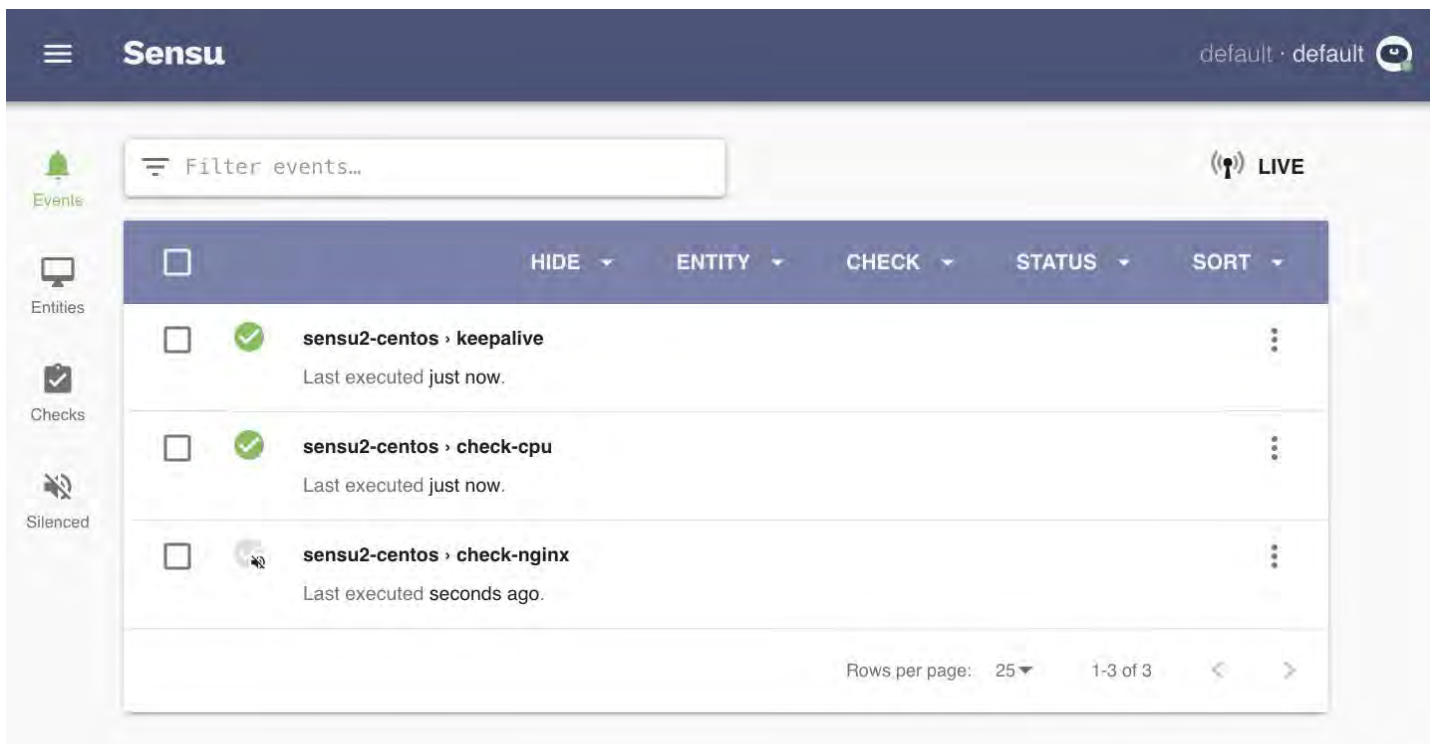 Sensu
default · default
Events
Filter events…
LIVE
HIDE ENTITY CHECK STATUS SORT
Entities
sensu2-centos › keepalive
Last executed just now.
Checks
sensu2-centos › check-cpu
Last executed just now.
Silenced
sensu2-centos › check-nginx
Last executed seconds ago.
Rows per page: 25 1-3 of 3